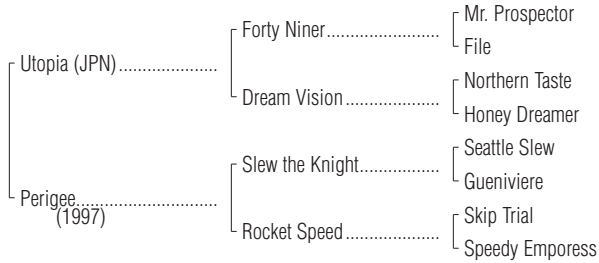 Mr. Prospector
Forty Niner
File
Utopia (JPN)
Northern Taste
Dream Vision
Honey Dreamer
Seattle Slew
Slew the Knight
Gueniviere
Perigee
(1997)
Skip Trial
Rocket Speed
Speedy Emporess